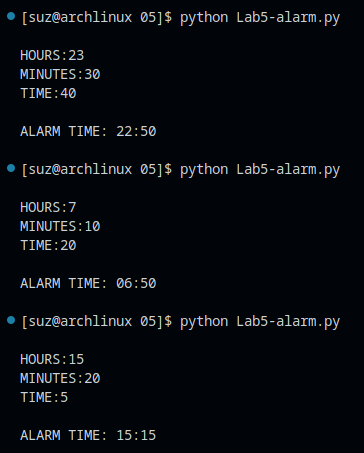 [suz@archlinux 05]$ python Lab5-alarm.py
HOURS:23
MINUTES:30
TIME:40
ALARM TIME: 22:50
[suz@archlinux 05]$ python Lab5-alarm.py
HOURS:7
MINUTES:10
TIME:20
ALARM TIME: 06:50
[suz@archlinux 05]$ python Lab5-alarm.py
HOURS:15
MINUTES:20
TIME:5
ALARM TIME: 15:15